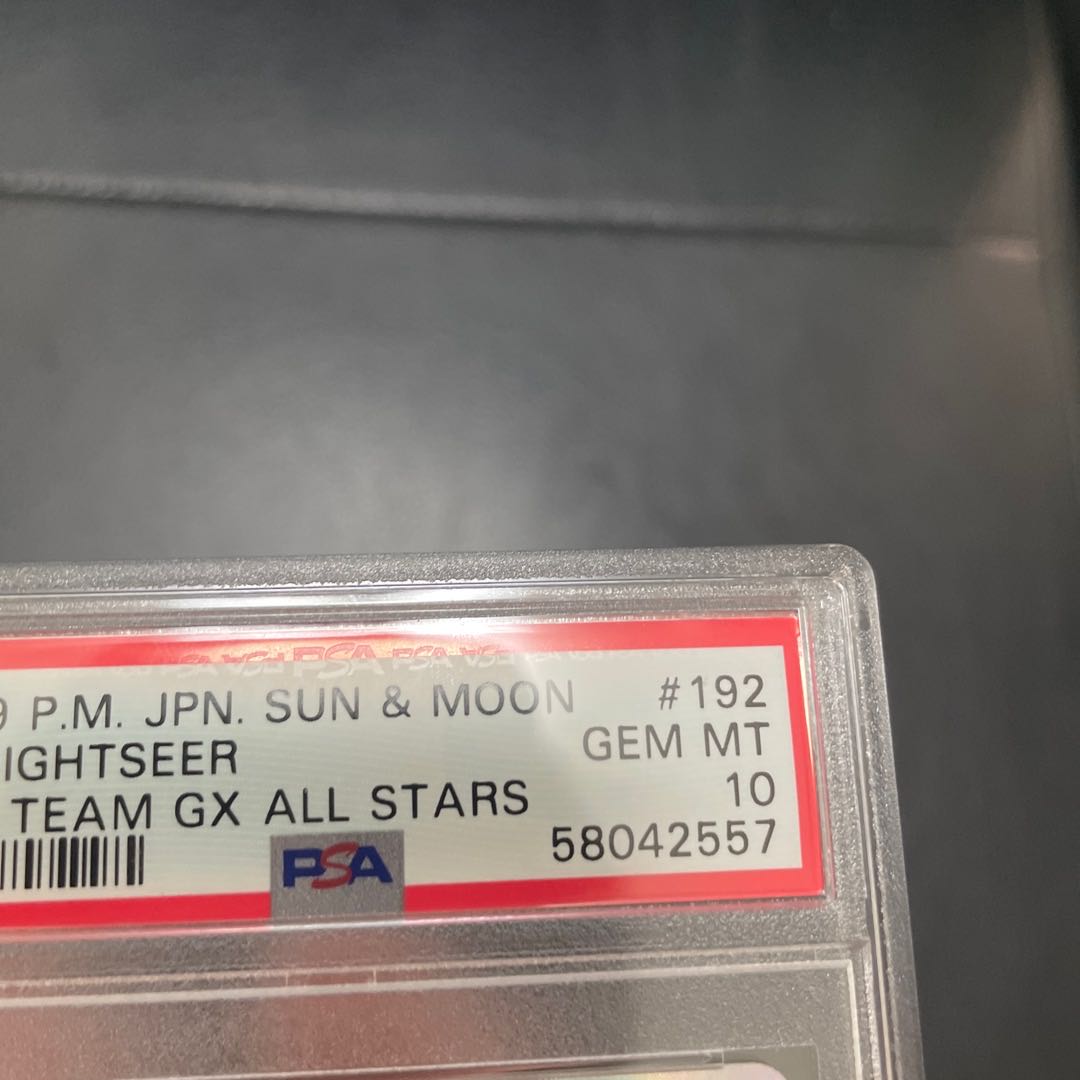 9 P.M. JPN. SUN & MOON #192
IGHTSEER GEM MT
TEAM GX ALL STARS 10
58042557
PSA